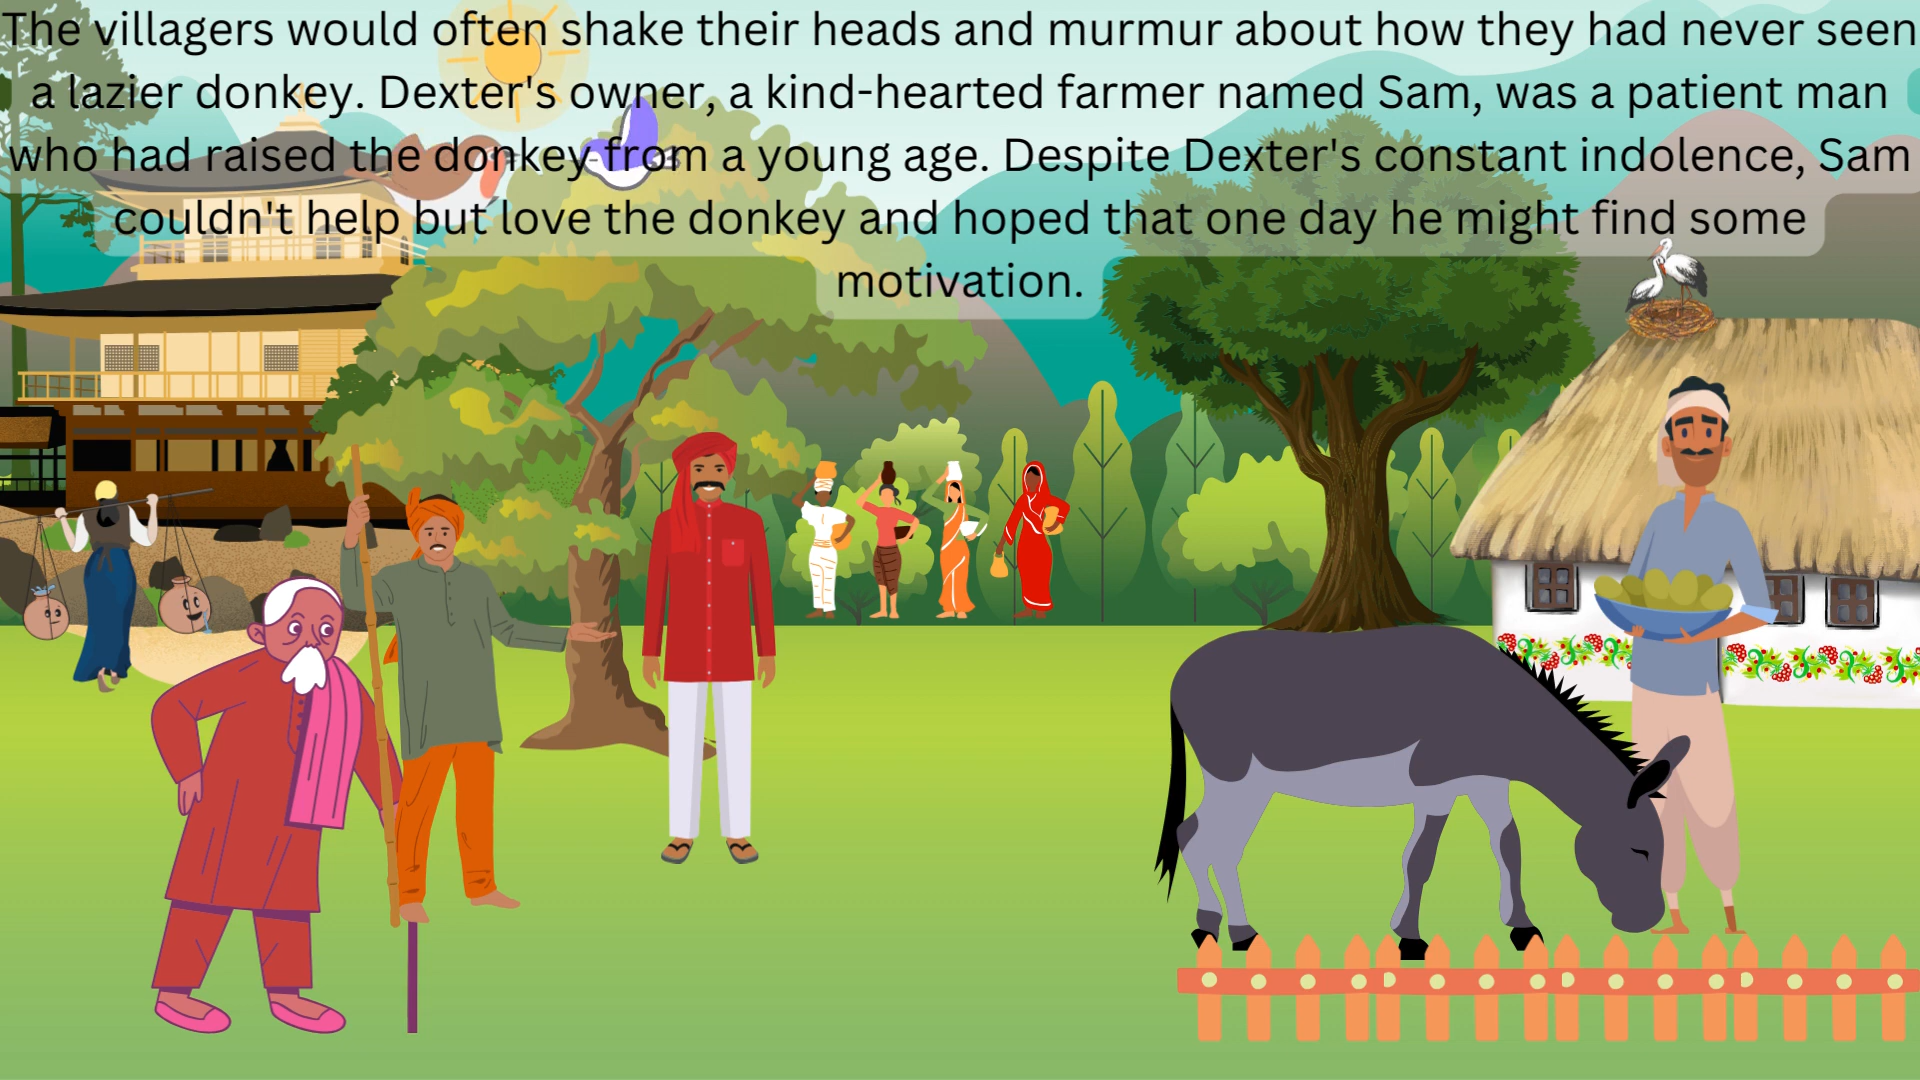 The villagers would often shake their heads and murmur about how they had never seen
a lazier donkey. Dexter's owner, a kind-hearted farmer named Sam, was a patient man
who had raised the donkey from a young age. Despite Dexter's constant indolence, Sam
couldn't help but love the donkey and hoped that one day he might find some
motivation.